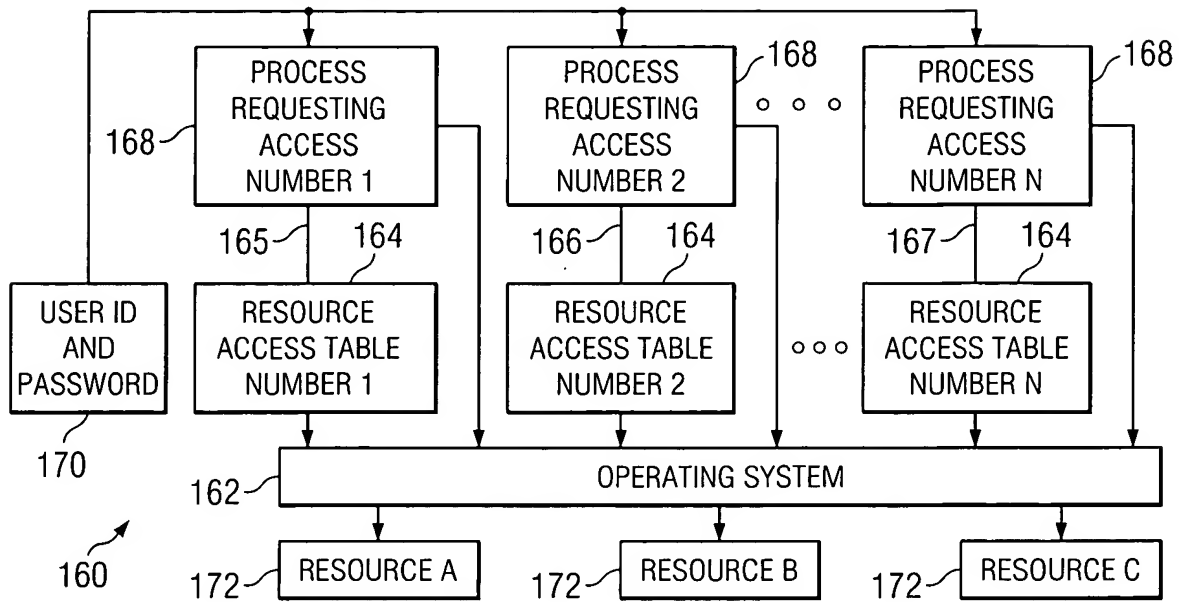 PROCESS
REQUESTING
ACCESS
NUMBER 1
168
PROCESS
REQUESTING
ACCESS
NUMBER 2
168
PROCESS
REQUESTING
ACCESS
NUMBER N
168
165
164
166
164
167
164
USER ID
AND
PASSWORD
170
RESOURCE
ACCESS TABLE
NUMBER 1
RESOURCE
ACCESS TABLE
NUMBER 2
RESOURCE
ACCESS TABLE
NUMBER N
OPERATING SYSTEM
162
160
172
RESOURCE A
172
RESOURCE B
172
RESOURCE C